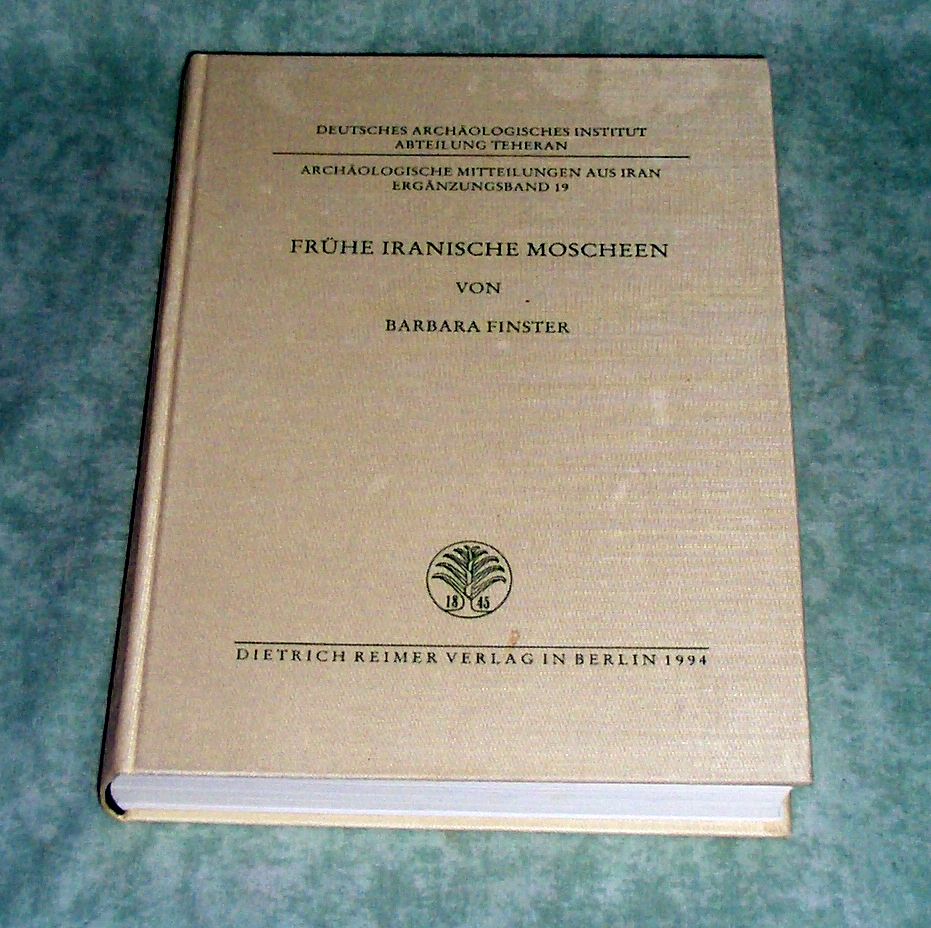 DEUTSCHES ARCHÄOLOGISCHES INSTITUT
ABTEILUNG TEHERAN
ARCHÄOLOGISCHE MITTEILUNGEN AUS IRAN
ERGÄNZUNGSBAND 19
FRÜHE IRANISCHE MOSCHEEN
VON
BARBARA FINSTER
18 45
DIETRICH REIMER VERLAG IN BERLIN 1994